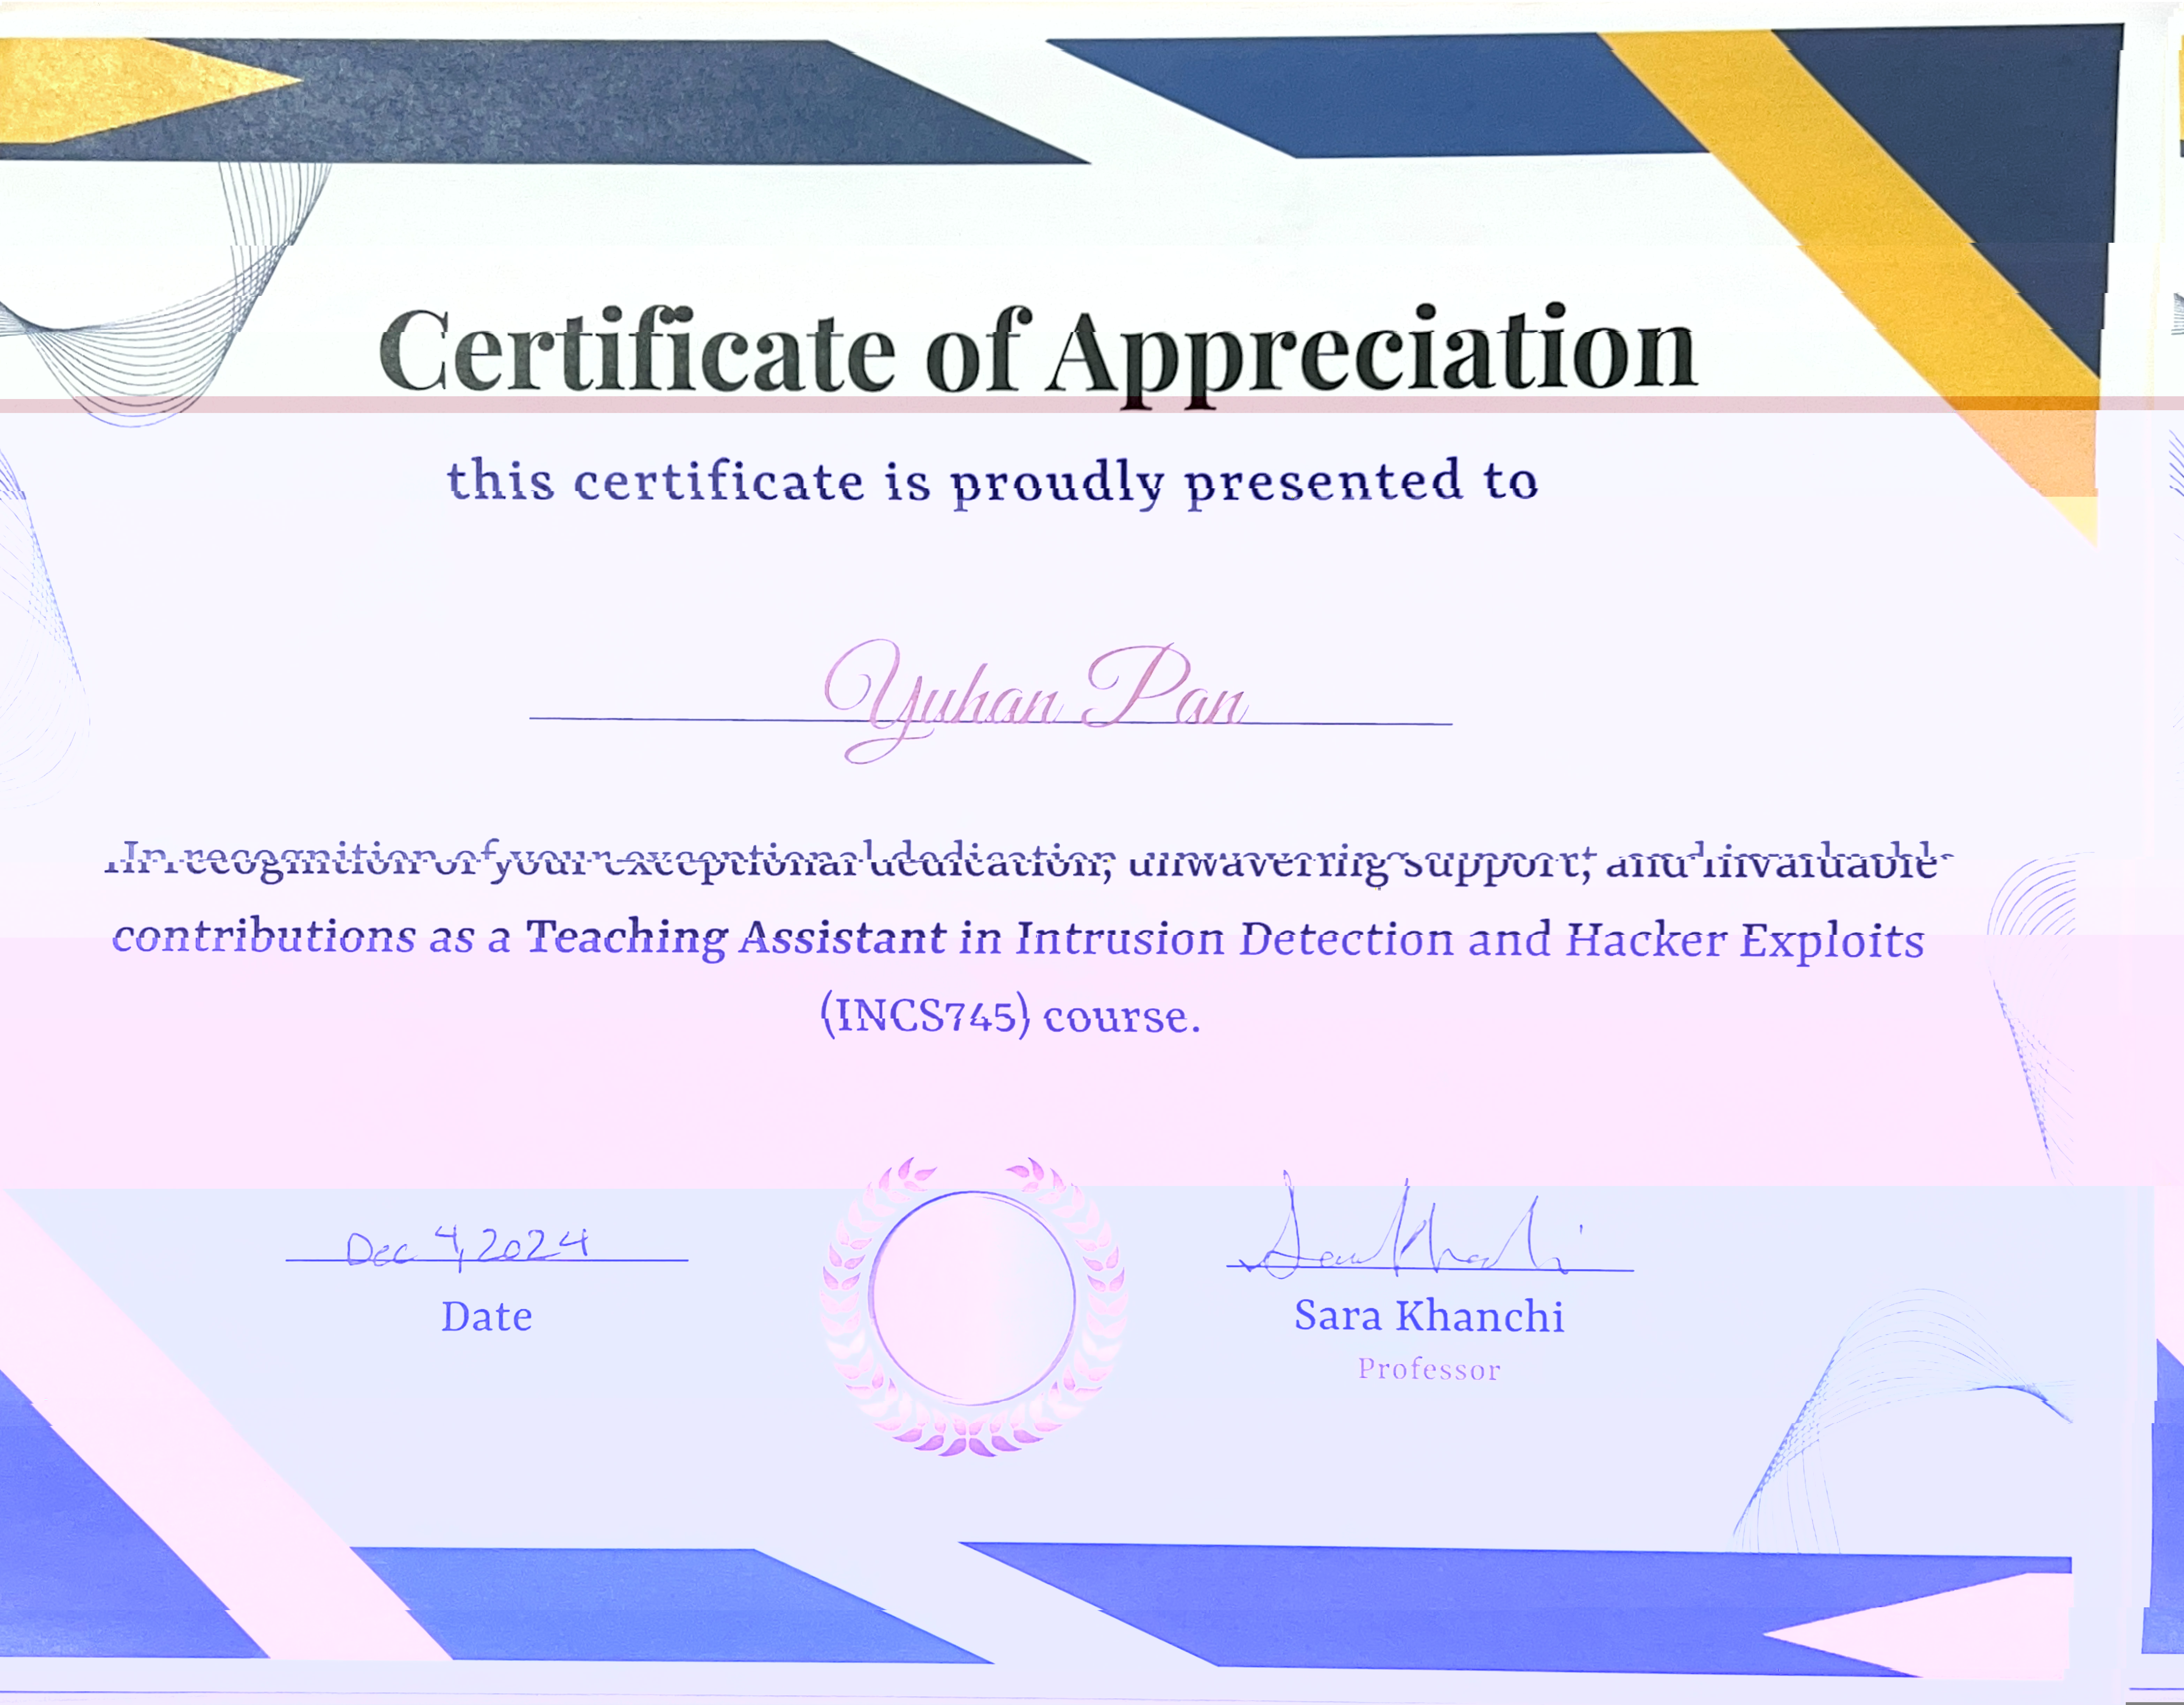 Certificate of Appreciation
this certificate is proudly presented to
Yuhan Pan
In recognition of your exceptional dedication, unwavering support, and invaluable
contributions as a Teaching Assistant in Intrusion Detection and Hacker Exploits
(INCS745) course.
Dec 4, 2024
Date
Sara Khanchi
Professor